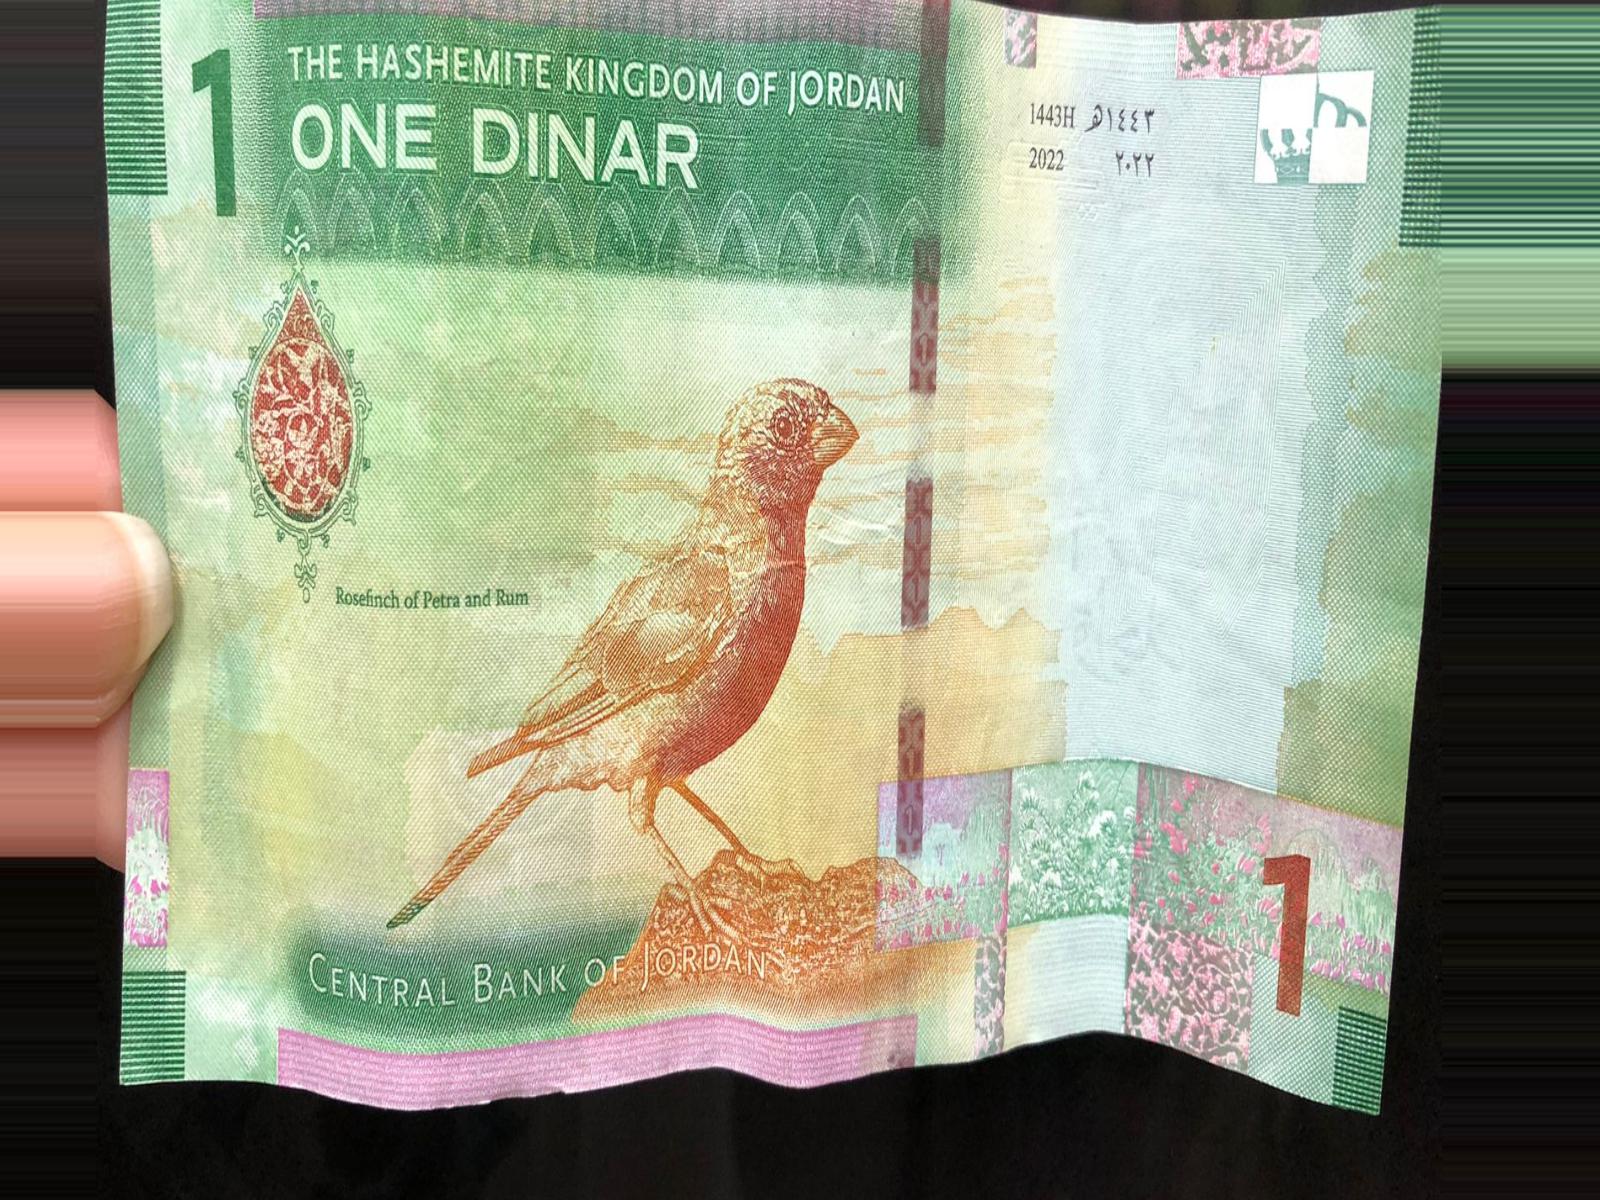 1
THE HASHEMITE KINGDOM OF JORDAN
ONE DINAR
1443H ١٤٤٣هـ
2022 ٢٠٢٢
Rosefinch of Petra and Rum
CENTRAL BANK OF JORDAN
1